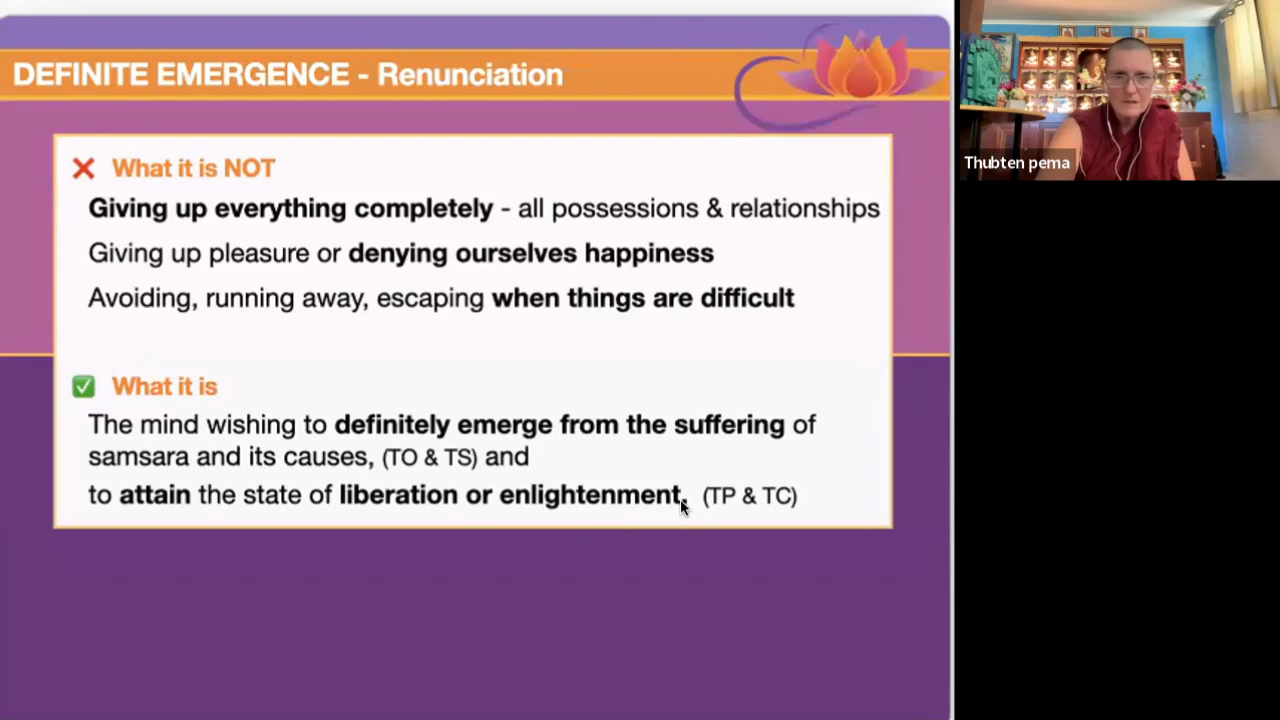 DEFINITE EMERGENCE - Renunciation
What it is NOT
Giving up everything completely - all possessions & relationships
Giving up pleasure or denying ourselves happiness
Avoiding, running away, escaping when things are difficult
What it is
The mind wishing to definitely emerge from the suffering of
samsara and its causes, (TO & TS) and
to attain the state of liberation or enlightenment. (TP & TC)
Thubten pema